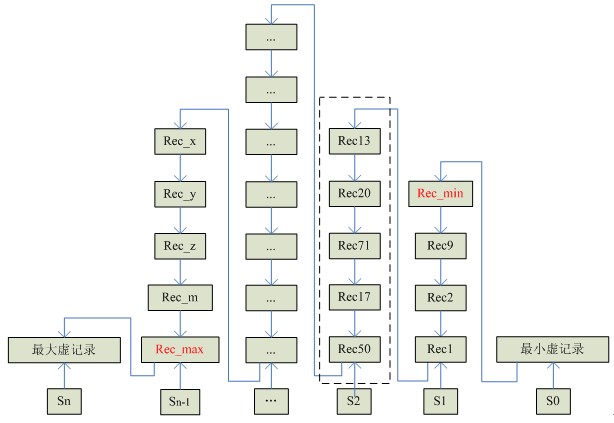 ...
...
Rec_x
...
Rec13
Rec_y
...
Rec20
Rec_min
Rec_z
...
Rec71
Rec9
Rec_m
...
Rec17
Rec2
最大虚记录
Rec_max
...
Rec50
Rec1
最小虚记录
Sn
Sn-1
...
S2
S1
S0